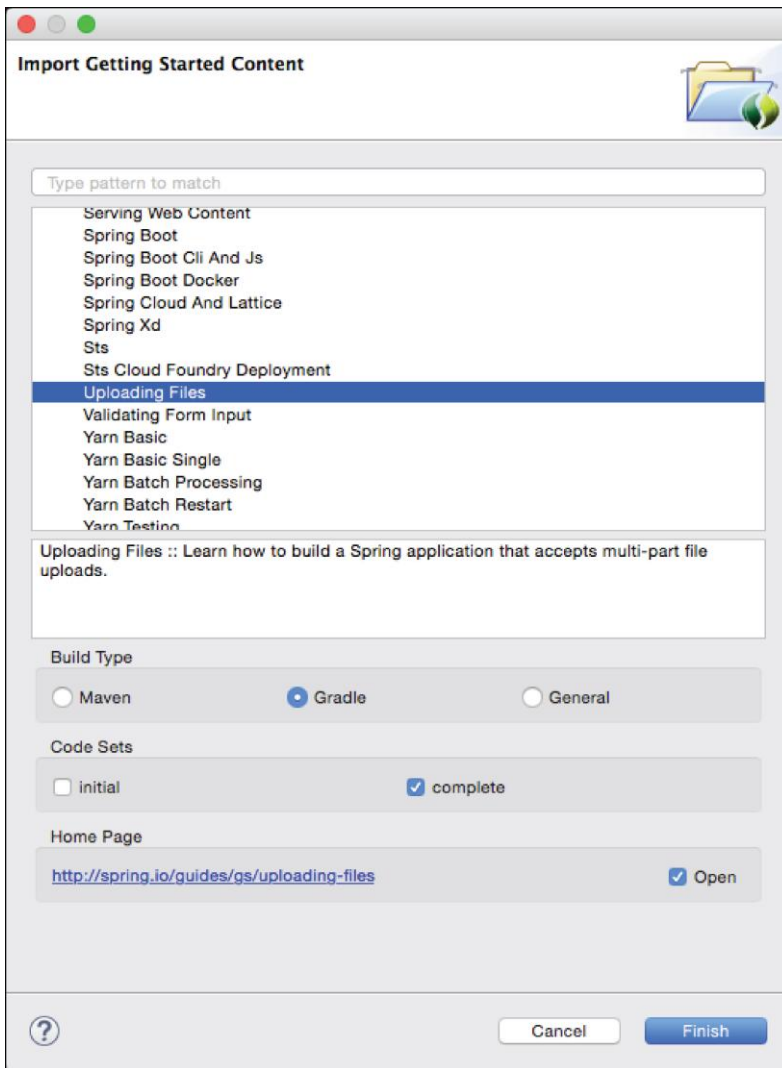 Import Getting Started Content
Type pattern to match
Serving Web Content
Spring Boot
Spring Boot Cli And Js
Spring Boot Docker
Spring Cloud And Lattice
Spring Xd
Sts
Sts Cloud Foundry Deployment
Uploading Files
Validating Form Input
Yarn Basic
Yarn Basic Single
Yarn Batch Processing
Yarn Batch Restart
Yarn Testing
Uploading Files :: Learn how to build a Spring application that accepts multi-part file
uploads.
Build Type
Maven Gradle General
Code Sets
initial complete
Home Page
http://spring.io/guides/gs/uploading-files Open
? Cancel Finish